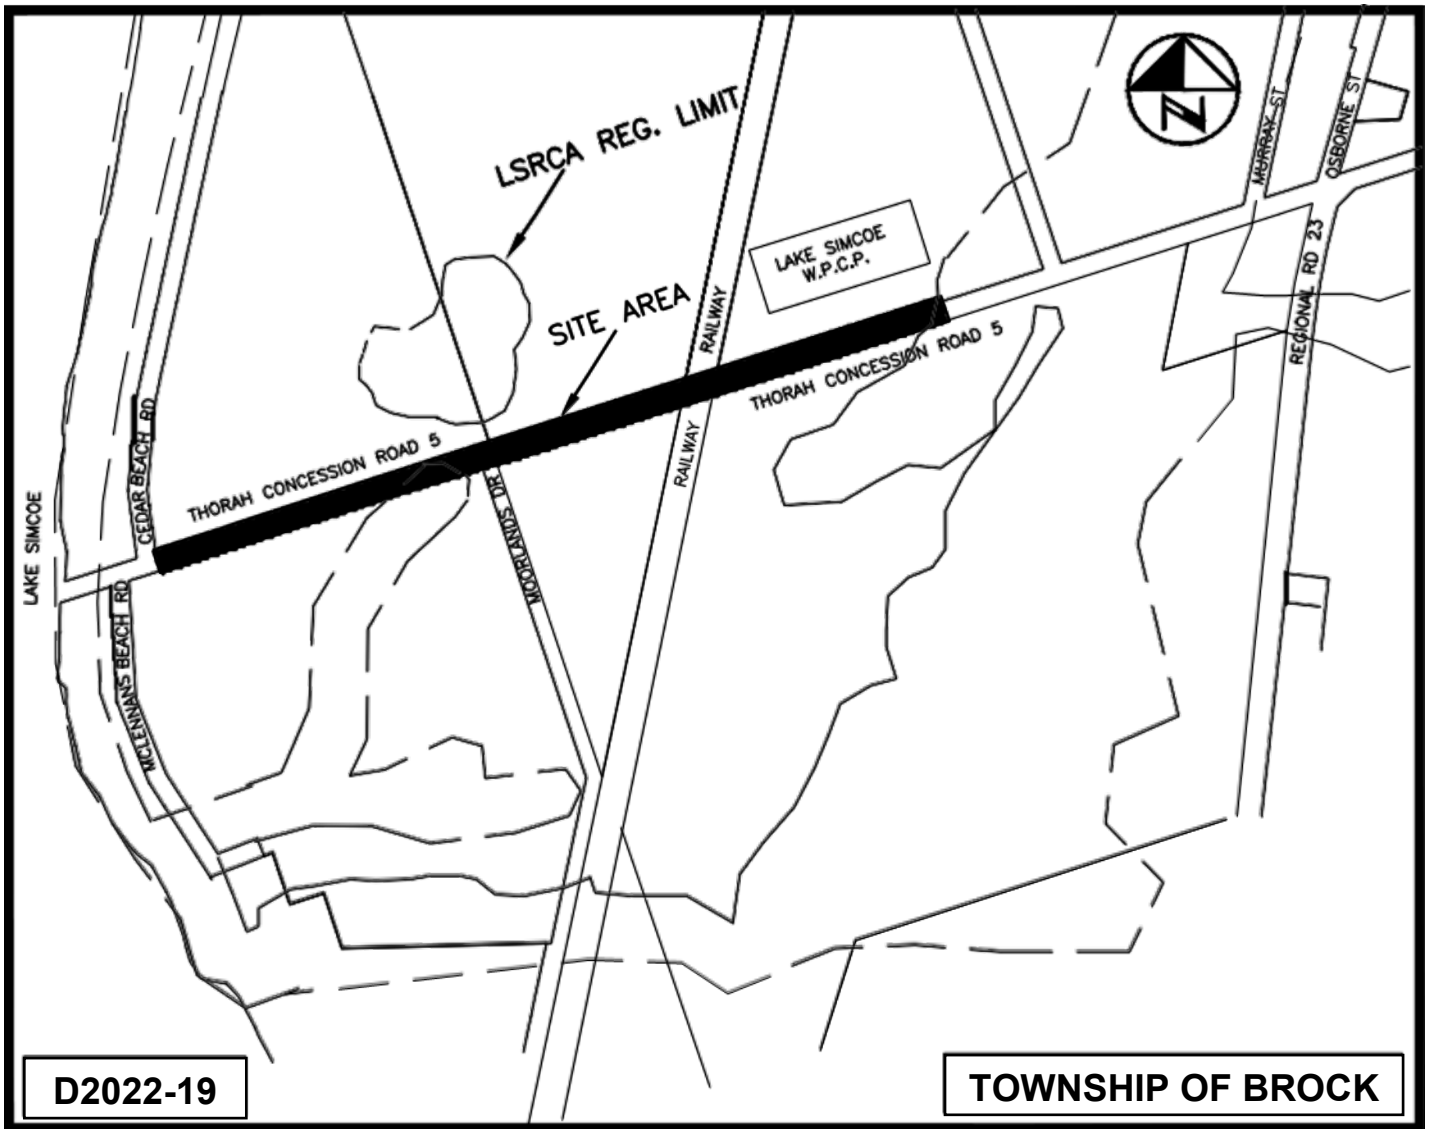 LSRCA REG. LIMIT
N
MURRAY ST
OSBORNE ST
LAKE SIMCOE
W.P.C.P.
REGIONAL RD 23
SITE AREA
RAILWAY
THORAH CONCESSION ROAD 5
THORAH CONCESSION ROAD 5
CEDAR BEACH RD
RAILWAY
MOORLANDS DR
LAKE SIMCOE
MCLENNANS BEACH RD
D2022-19
TOWNSHIP OF BROCK